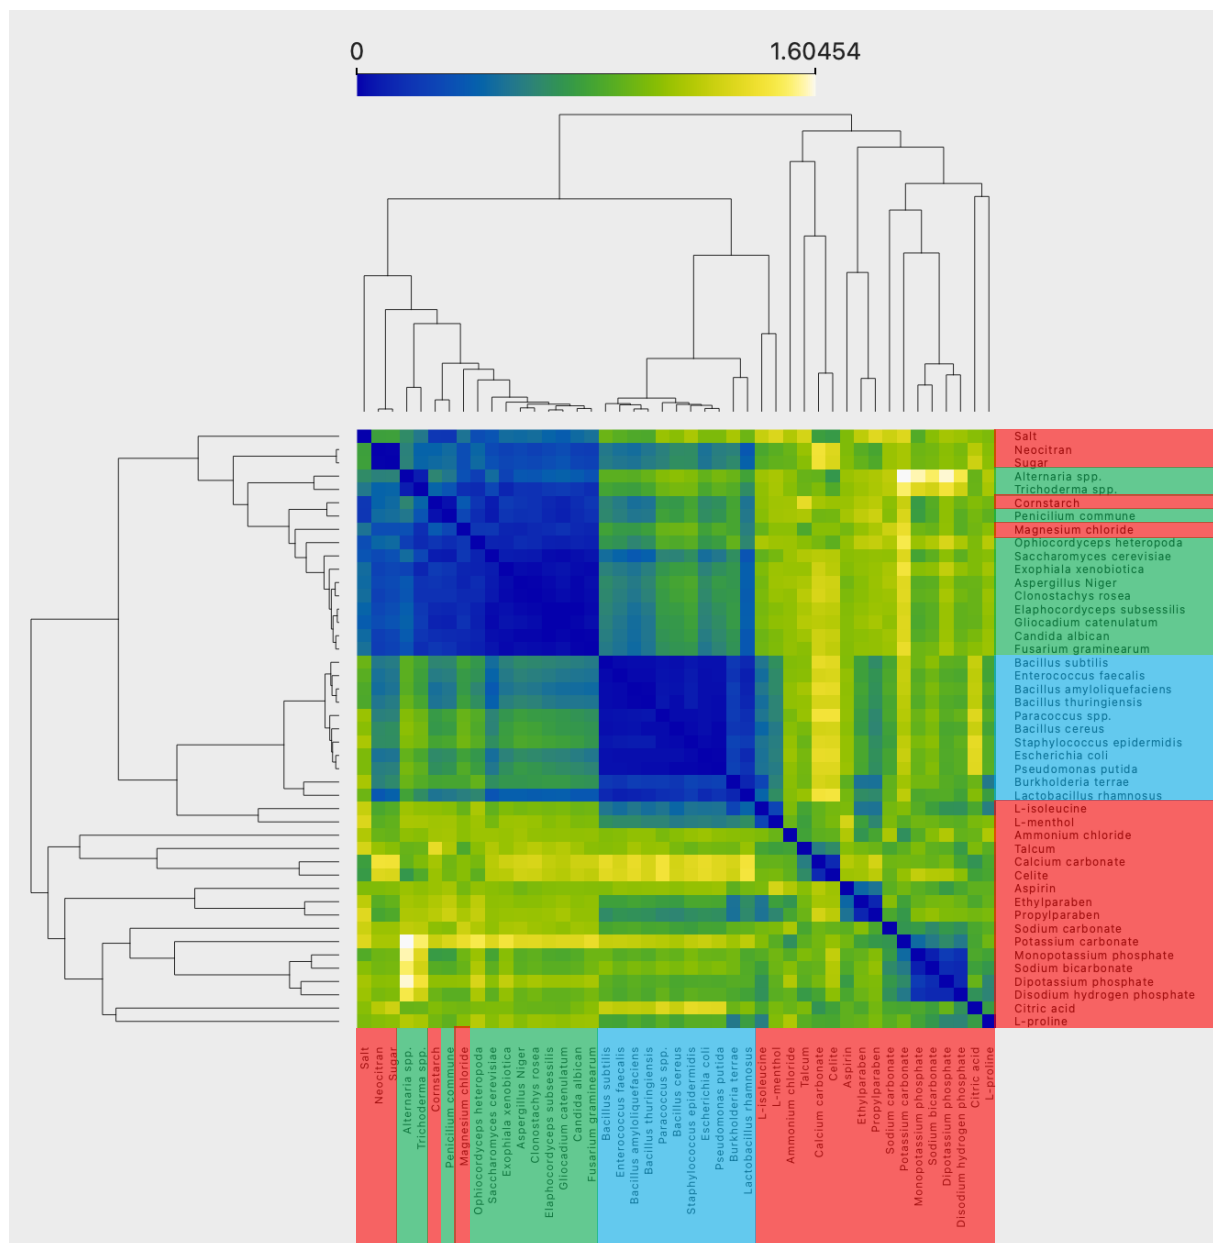 0 1.60454
Salt
Neocitran
Sugar
Alternaria spp.
Trichoderma spp.
Cornstarch
Penicilium commune
Magnesium chloride
Ophiocordyceps heteropoda
Saccharomyces cerevisiae
Exophiala xenobiotica
Aspergillus Niger
Clonostachys rosea
Elaphocordyceps subsessilis
Gliocadium catenulatum
Candida albican
Fusarium graminearum
Bacillus subtilis
Enterococcus faecalis
Bacillus amyloliquefaciens
Bacillus thuringiensis
Paracoccus spp.
Bacillus cereus
Staphylococcus epidermidis
Escherichia coli
Pseudomonas putida
Burkholderia terrae
Lactobacillus rhamnosus
L-isoleucine
L-menthol
Ammonium chloride
Talcum
Calcium carbonate
Celite
Aspirin
Ethylparaben
Propylparaben
Sodium carbonate
Potassium carbonate
Monopotassium phosphate
Sodium bicarbonate
Dipotassium phosphate
Disodium hydrogen phosphate
Citric acid
L-proline
Salt
Neocitran
Sugar
Alternaria spp.
Trichoderma spp.
Cornstarch
Penicilium commune
Magnesium chloride
Ophiocordyceps heteropoda
Saccharomyces cerevisiae
Exophiala xenobiotica
Aspergillus Niger
Clonostachys rosea
Elaphocordyceps subsessilis
Gliocadium catenulatum
Candida albican
Fusarium graminearum
Bacillus subtilis
Enterococcus faecalis
Bacillus amyloliquefaciens
Bacillus thuringiensis
Paracoccus spp.
Bacillus cereus
Staphylococcus epidermidis
Escherichia coli
Pseudomonas putida
Burkholderia terrae
Lactobacillus rhamnosus
L-isoleucine
L-menthol
Ammonium chloride
Talcum
Calcium carbonate
Celite
Aspirin
Ethylparaben
Propylparaben
Sodium carbonate
Potassium carbonate
Monopotassium phosphate
Sodium bicarbonate
Dipotassium phosphate
Disodium hydrogen phosphate
Citric acid
L-proline